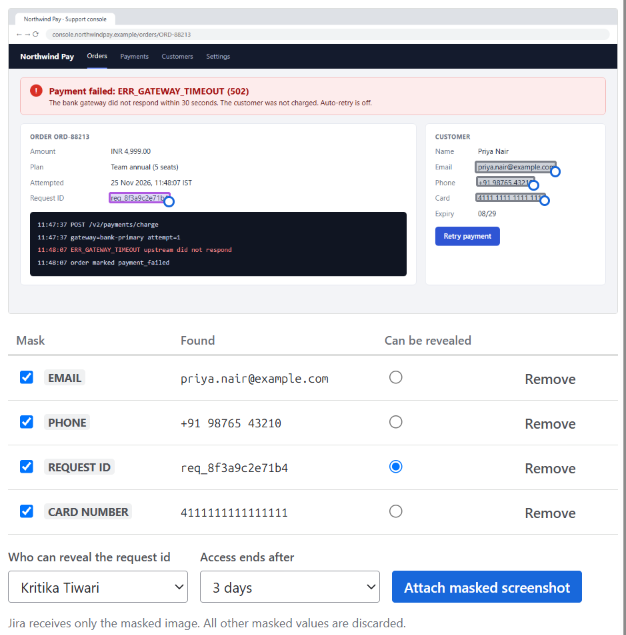 Northwind Pay - Support console
console.northwindpay.example/orders/ORD-88213
Northwind Pay Orders Payments Customers Settings
Payment failed: ERR_GATEWAY_TIMEOUT (502)
The bank gateway did not respond within 30 seconds. The customer was not charged. Auto-retry is off.
ORDER ORD-88213
Amount INR 4,999.00
Plan Team annual (5 seats)
Attempted 25 Nov 2026, 11:48:07 IST
Request ID req_8f3a9c2e71b4
11:47:37 POST /v2/payments/charge
11:47:37 gateway=bank-primary attempt=1
11:48:07 ERR_GATEWAY_TIMEOUT upstream did not respond
11:48:07 order marked payment_failed
CUSTOMER
Name Priya Nair
Email priya.nair@example.com
Phone +91 98765 43210
Card 4111 1111 1111 1111
Expiry 08/29
Retry payment
Mask Found Can be revealed
EMAIL priya.nair@example.com Remove
PHONE +91 98765 43210 Remove
REQUEST ID req_8f3a9c2e71b4 Remove
CARD NUMBER 4111111111111111 Remove
Who can reveal the request id Access ends after
Kritika Tiwari 3 days Attach masked screenshot
Jira receives only the masked image. All other masked values are discarded.